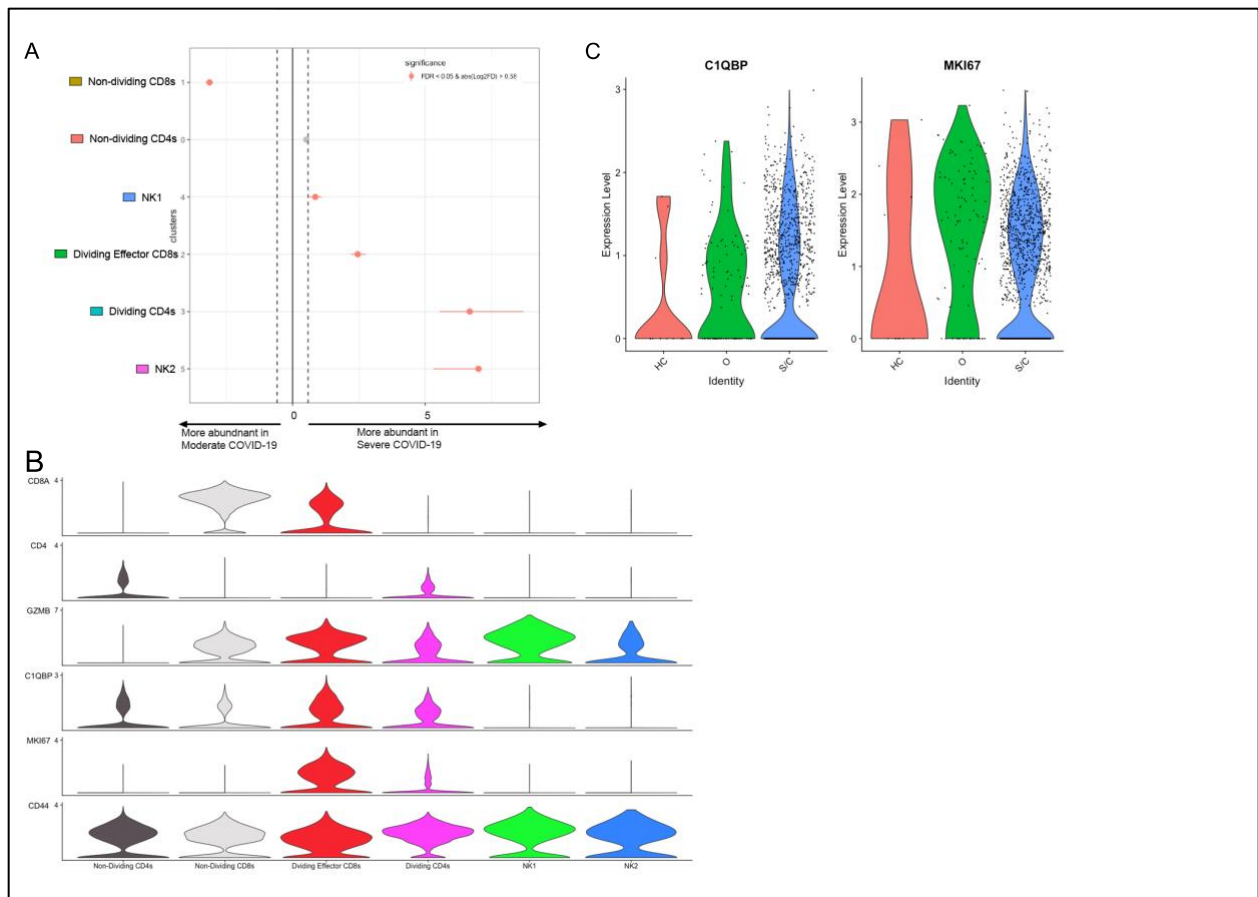 A
significance
FDR < 0.05 & abs(Log2FD) > 0.58
Non-dividing CD8s 1
Non-dividing CD4s 0
NK1 4
clusters
Dividing Effector CD8s 2
Dividing CD4s 3
NK2 5
0 5
More abundnant in
Moderate COVID-19
More abundant in
Severe COVID-19
C
C1QBP
Expression Level
3
2
1
0
HC O S/C
Identity
MKI67
Expression Level
3
2
1
0
HC O S/C
Identity
B
CD8A 4
CD4 4
GZMB 7
C1QBP 3
MKI67 4
CD44 4
Non-Dividing CD4s Non-Dividing CD8s Dviding Effector CD8s Dividing CD4s NK1 NK2